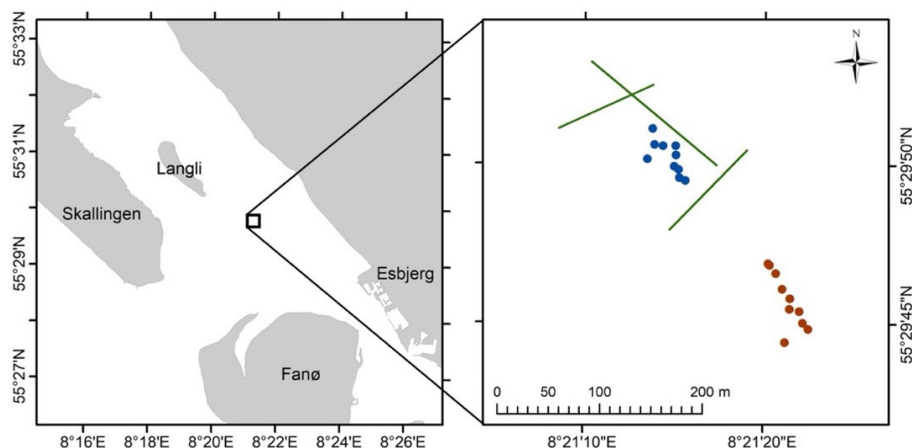 55°33'N
55°31'N
55°29'N
55°27'N
Langli
Skallingen
Esbjerg
Fanø
8°16'E 8°18'E 8°20'E 8°22'E 8°24'E 8°26'E
N
55°29'50"N
55°29'45"N
0 50 100 200 m
8°21'10"E 8°21'20"E